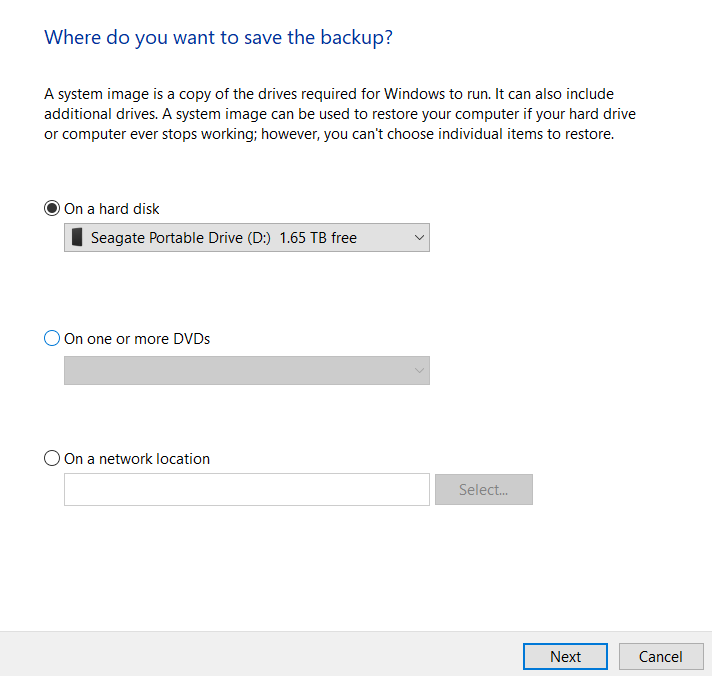 Where do you want to save the backup?
A system image is a copy of the drives required for Windows to run. It can also include
additional drives. A system image can be used to restore your computer if your hard drive
or computer ever stops working; however, you can't choose individual items to restore.
On a hard disk
Seagate Portable Drive (D:)  1.65 TB free
On one or more DVDs
On a network location
Select...
Next
Cancel